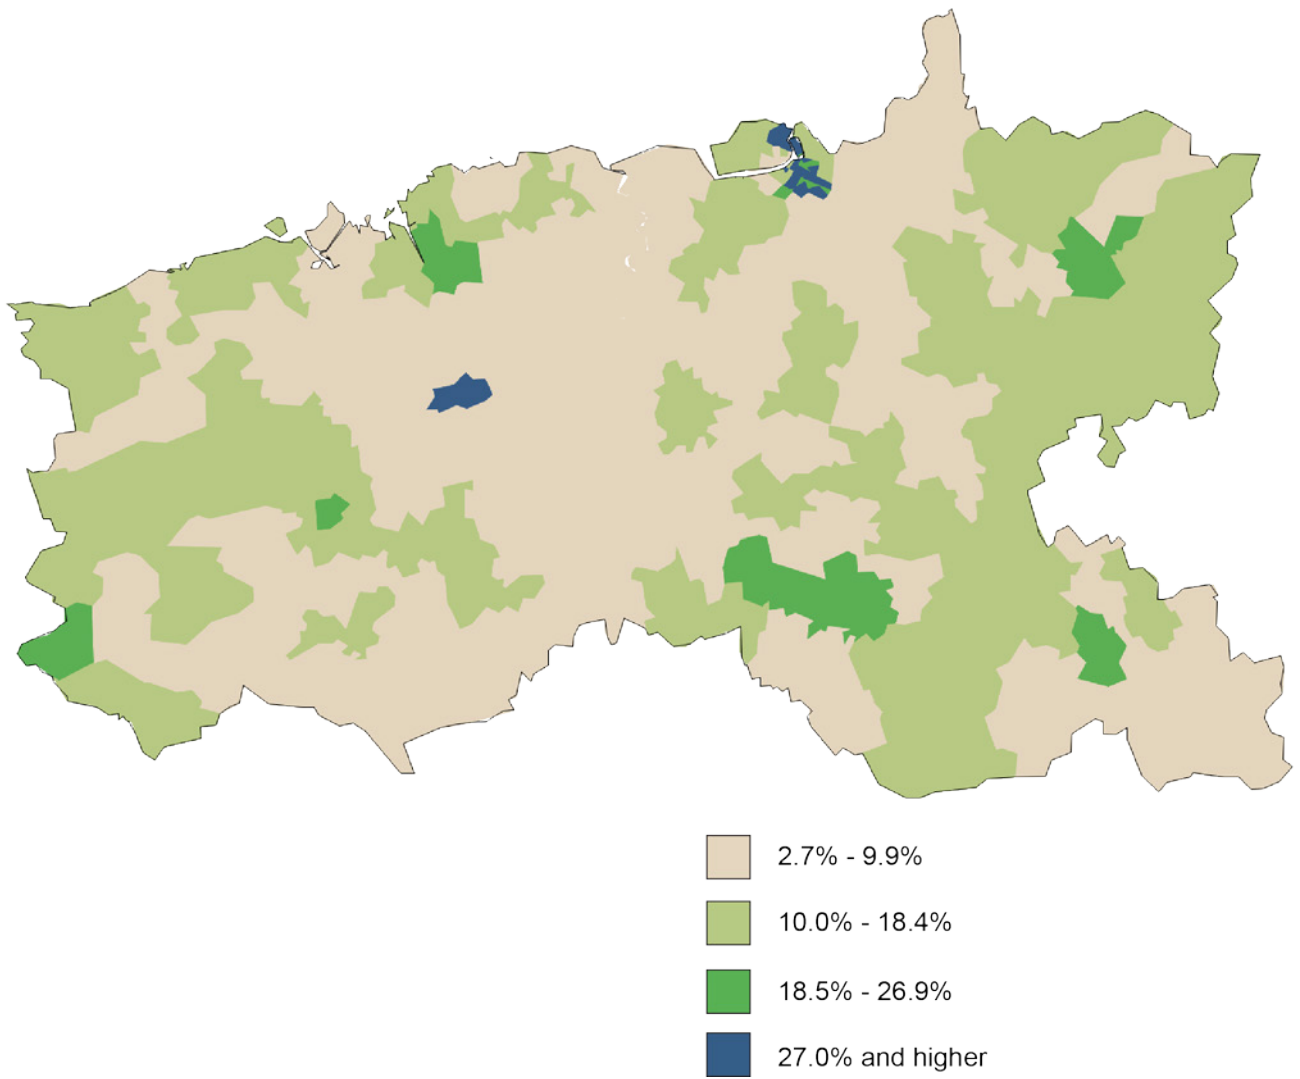 2.7% - 9.9%
10.0% - 18.4%
18.5% - 26.9%
27.0% and higher